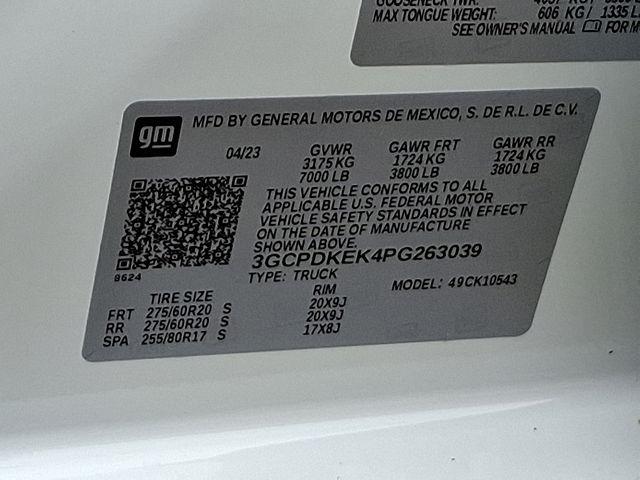 MAX TONGUE WEIGHT: 606 KG / 1335 L
SEE OWNER'S MANUAL FOR M
gm
MFD BY GENERAL MOTORS DE MEXICO, S. DE R.L. DE C.V.
04/23 GVWR GAWR FRT GAWR RR
3175 KG 1724 KG 1724 KG
7000 LB 3800 LB 3800 LB
THIS VEHICLE CONFORMS TO ALL
APPLICABLE U.S. FEDERAL MOTOR
VEHICLE SAFETY STANDARDS IN EFFECT
ON THE DATE OF MANUFACTURE
SHOWN ABOVE.
8624
3GCPDKEK4PG263039
TYPE: TRUCK MODEL: 49CK10543
TIRE SIZE RIM
FRT 275/60R20 S 20X9J
RR 275/60R20 S 20X9J
SPA 255/80R17 S 17X8J